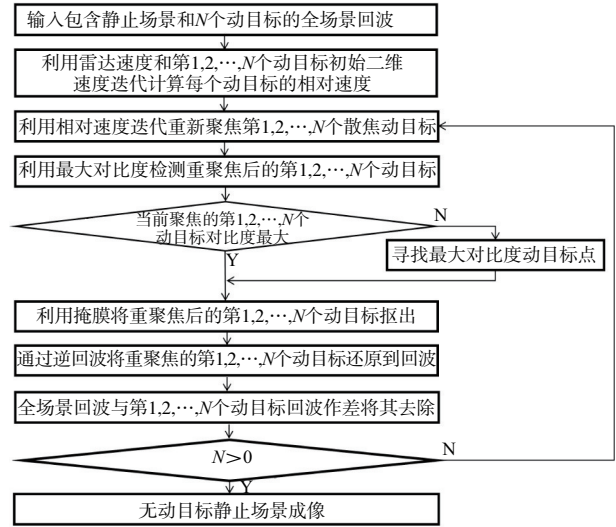 输入包含静止场景和N个动目标的全场景回波
利用雷达速度和第1,2,⋯,N个动目标初始二维
速度迭代计算每个动目标的相对速度
利用相对速度迭代重新聚焦第1,2,⋯,N个散焦动目标
利用最大对比度检测重聚焦后的第1,2,⋯,N个动目标
当前聚焦的第1,2,⋯,N个
动目标对比度最大
N
寻找最大对比度动目标点
Y
利用掩膜将重聚焦后的第1,2,⋯,N个动目标抠出
通过逆回波将重聚焦的第1,2,⋯,N个动目标还原到回波
全场景回波与第1,2,⋯,N个动目标回波作差将其去除
N>0
N
Y
无动目标静止场景成像